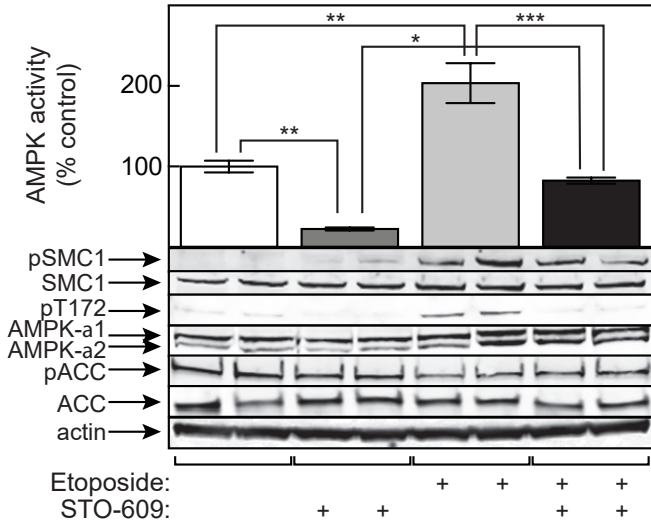 AMPK activity
(% control)
200
100
**
**
*
***
pSMC1
SMC1
pT172
AMPK-a1
AMPK-a2
pACC
ACC
actin
Etoposide: + + + +
STO-609: + + + +